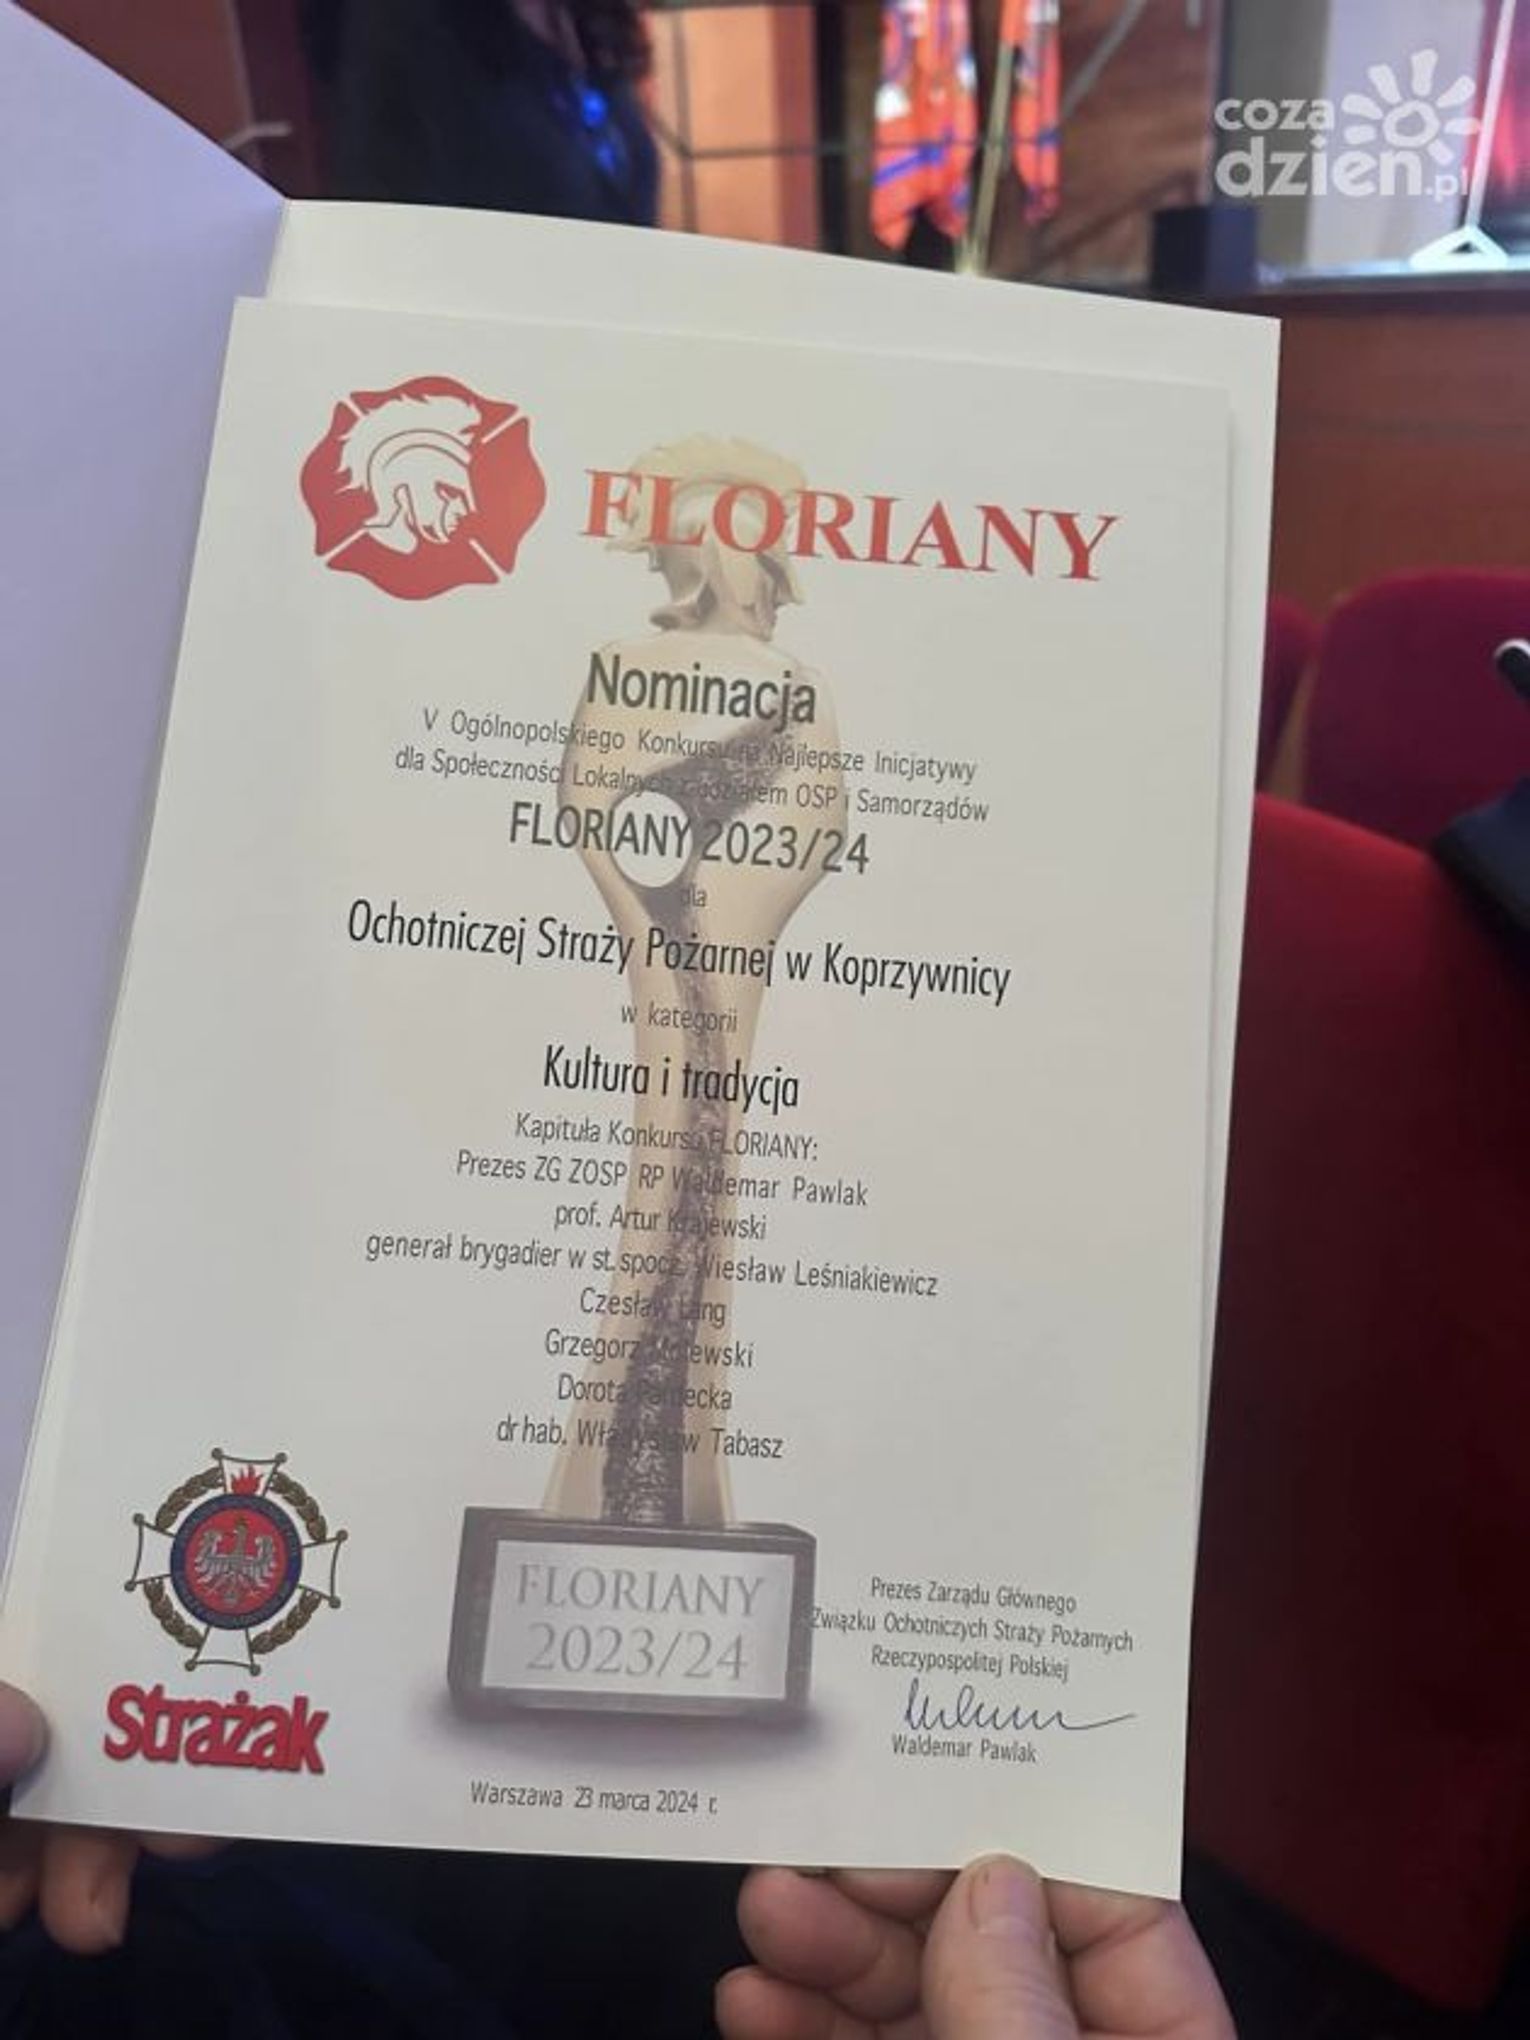 coza
dzien.pl
FLORIANY
Nominacja
V Ogólnopolskiego Konkursu na Najlepsze Inicjatywy
dla Społeczności Lokalnych z udziałem OSP i Samorządów
FLORIANY 2023/24
dla
Ochotniczej Straży Pożarnej w Koprzywnicy
w kategorii
Kultura i tradycja
Kapituła Konkursu FLORIANY:
Prezes ZG ZOSP RP Waldemar Pawlak
prof. Artur Krajewski
generał brygadier w st.spocz. Wiesław Leśniakiewicz
Czesław Lang
Grzegorz
Dorota
dr hab. Władysław Tabasz
FLORIANY
2023/24
Prezes Zarządu Głównego
Związku Ochotniczych Straży Pożarnych
Rzeczypospolitej Polskiej
Waldemar Pawlak
Strażak
Warszawa 23 marca 2024 r.